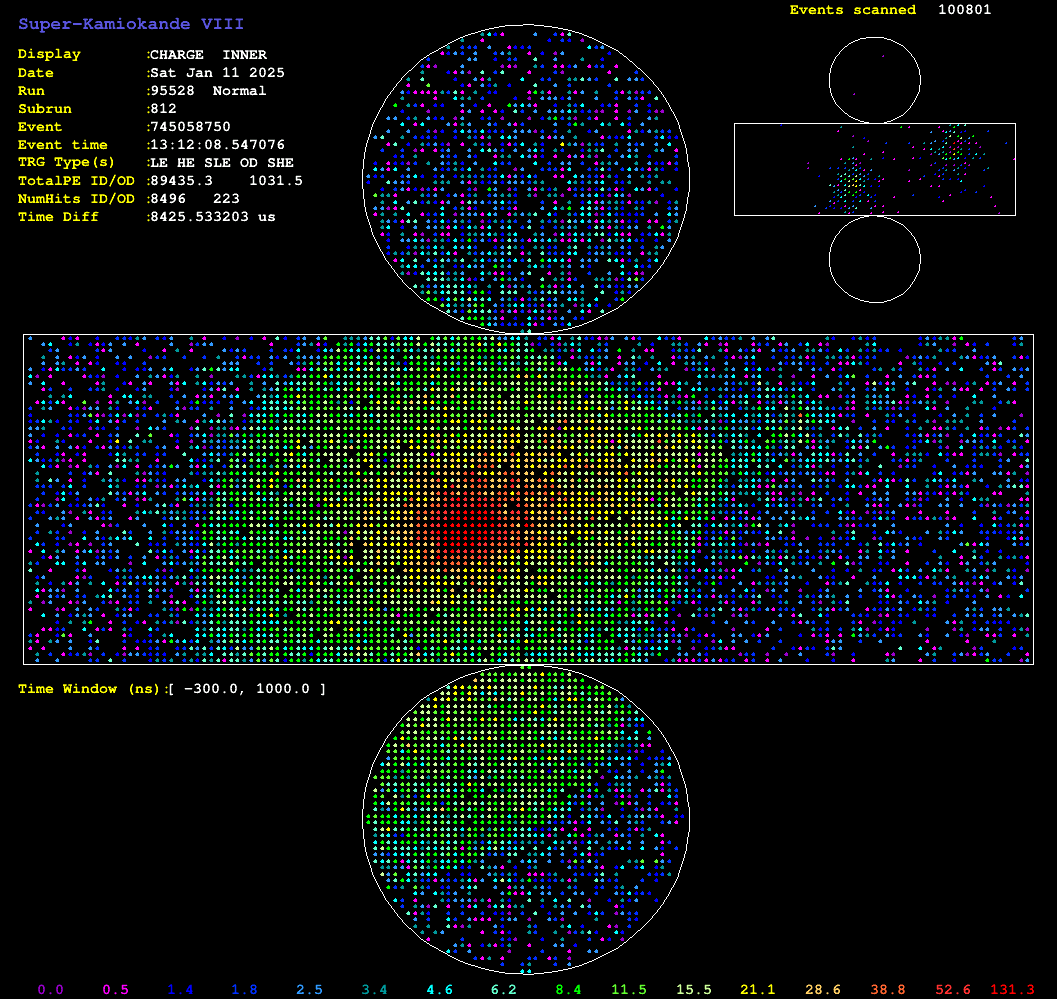 Super-Kamiokande VIII
Events scanned 100801
Display :CHARGE INNER
Date :Sat Jan 11 2025
Run :95528 Normal
Subrun :812
Event :745058750
Event time :13:12:08.547076
TRG Type(s) :LE HE SLE OD SHE
TotalPE ID/OD :89435.3 1031.5
NumHits ID/OD :8496 223
Time Diff :8425.533203 us
Time Window (ns):[ -300.0, 1000.0 ]
0.0 0.5 1.4 1.8 2.5 3.4 4.6 6.2 8.4 11.5 15.5 21.1 28.6 38.8 52.6 131.3